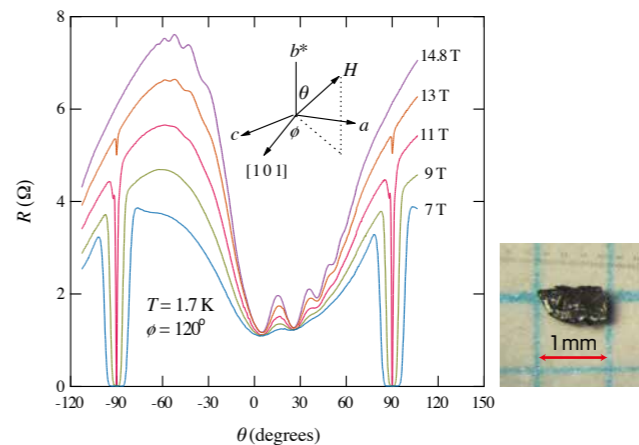 8
6
4
2
0
R (Ω)
-120
-90
-60
-30
0
30
60
90
120
150
θ (degrees)
b*
H
θ
a
c
ϕ
[1 0 1]
14.8 T
13 T
11 T
9 T
7 T
T = 1.7 K
ϕ = 120°
1mm